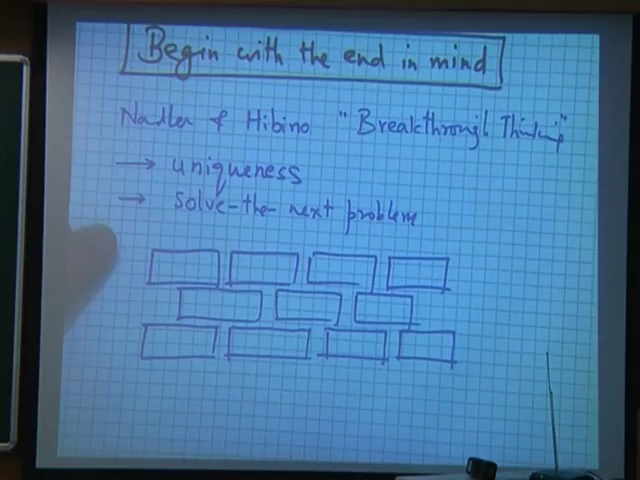 Begin with the end in mind
Nadler & Hibino "Breakthrough Thinking"
→ uniqueness
→ solve-the-next problem